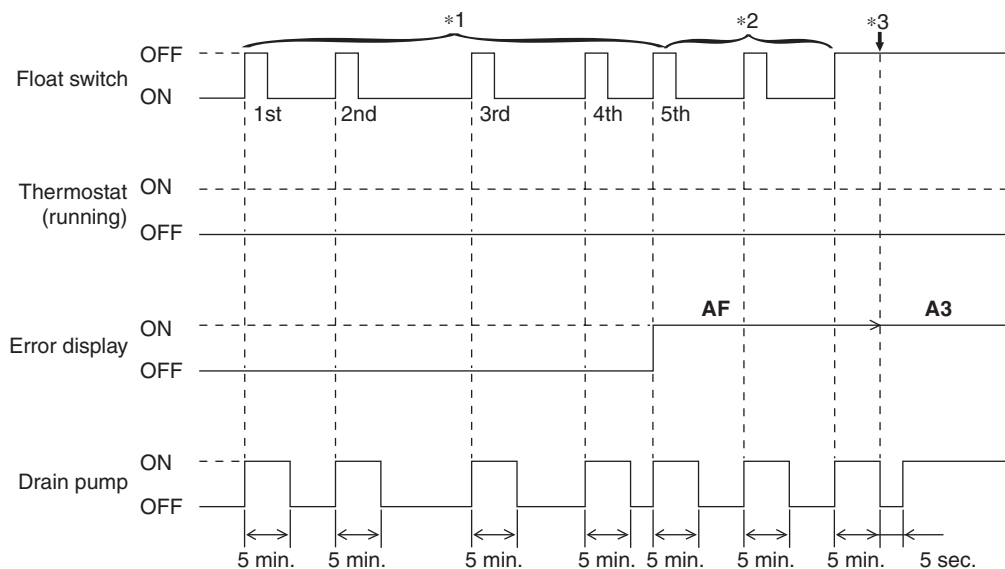 *1 *2 *3
Float switch
OFF
ON
1st 2nd 3rd 4th 5th
Thermostat
(running)
ON
OFF
Error display
ON
OFF
AF A3
Drain pump
ON
OFF
5 min. 5 min. 5 min. 5 min. 5 min. 5 min. 5 min. 5 sec.